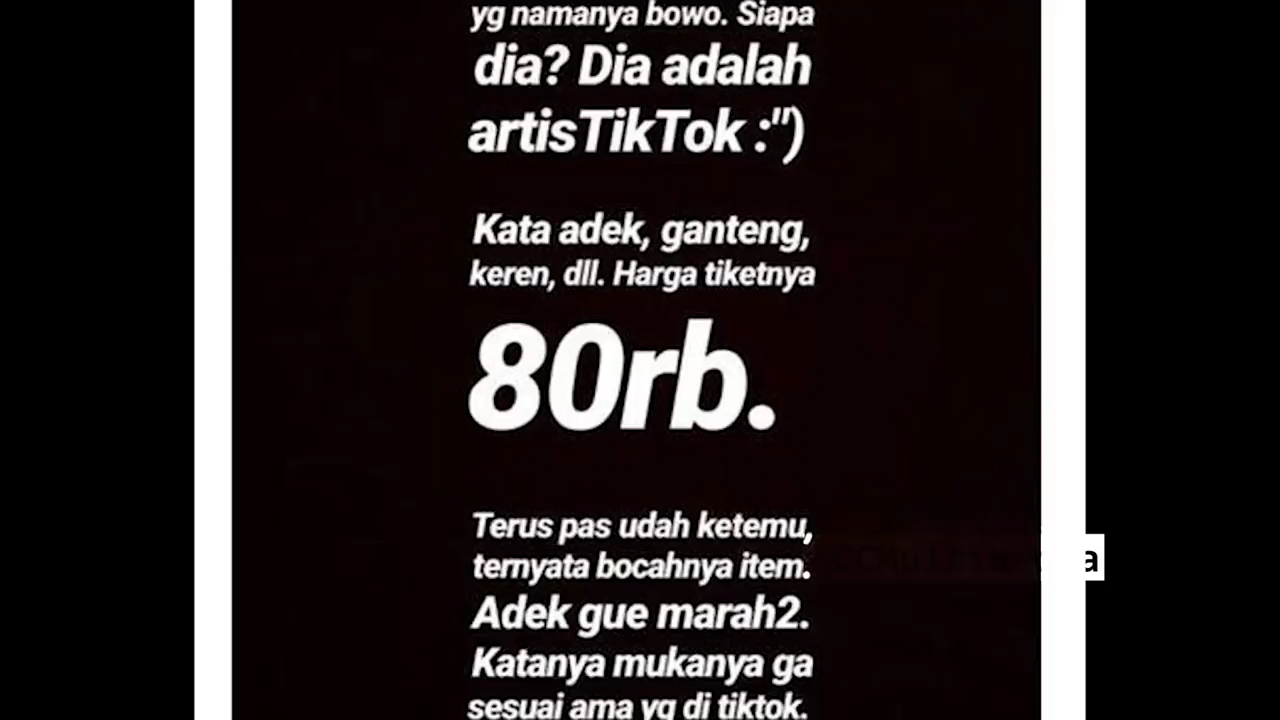 yg namanya bowo. Siapa
dia? Dia adalah
artisTikTok :")
Kata adek, ganteng,
keren, dll. Harga tiketnya
80rb.
Terus pas udah ketemu,
ternyata bocahnya item.
Adek gue marah2.
Katanya mukanya ga
sesuai ama yg di tiktok.